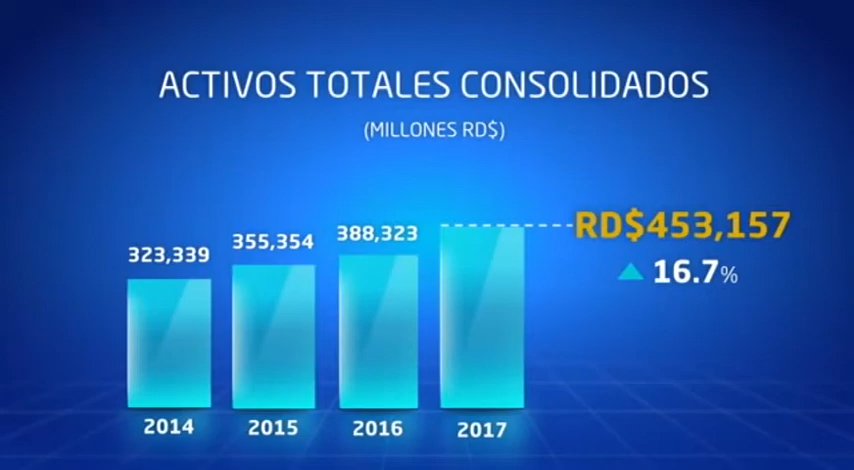 ACTIVOS TOTALES CONSOLIDADOS
(MILLONES RD$)
323,339
355,354
388,323
RD$453,157
16.7%
2014
2015
2016
2017